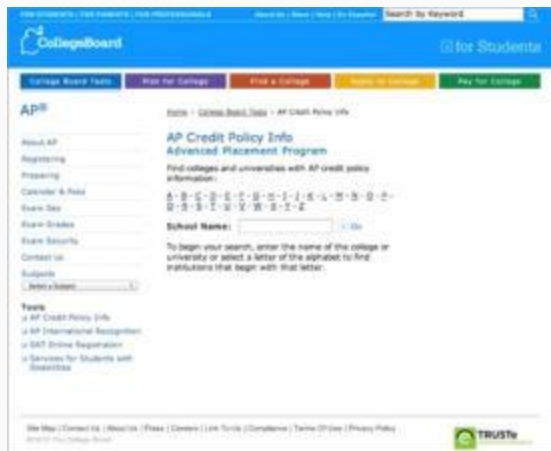 FOR STUDENTS | FOR PARENTS | FOR PROFESSIONALS
Search by Keyword
CollegeBoard
for Students
College Board Tests
Plan for College
Find a College
Apply to College
Pay for College
AP®
Home > College Board Tests > AP Credit Policy Info
AP Credit Policy Info
Advanced Placement Program
Find colleges and universities with AP credit policy
information:
A - B - C - D - E - F - G - H - I - J - K - L - M - N - O - P -
Q - R - S - T - U - V - W - X - Y - Z
School Name:
Go
To begin your search, enter the name of the college or
university or select a letter of the alphabet to find
institutions that begin with that letter.
About AP
Registering
Preparing
Calendar & Fees
Exam Day
Exam Grades
Exam Security
Contact Us
Subjects
Select a Subject
Tools
AP Credit Policy Info
AP International Recognition
SAT Online Registration
Services for Students with
Disabilities
Site Map | Contact Us | About Us | Press | Careers | Link To Us | Compliance | Terms Of Use | Privacy Policy
The College Board
TRUSTe